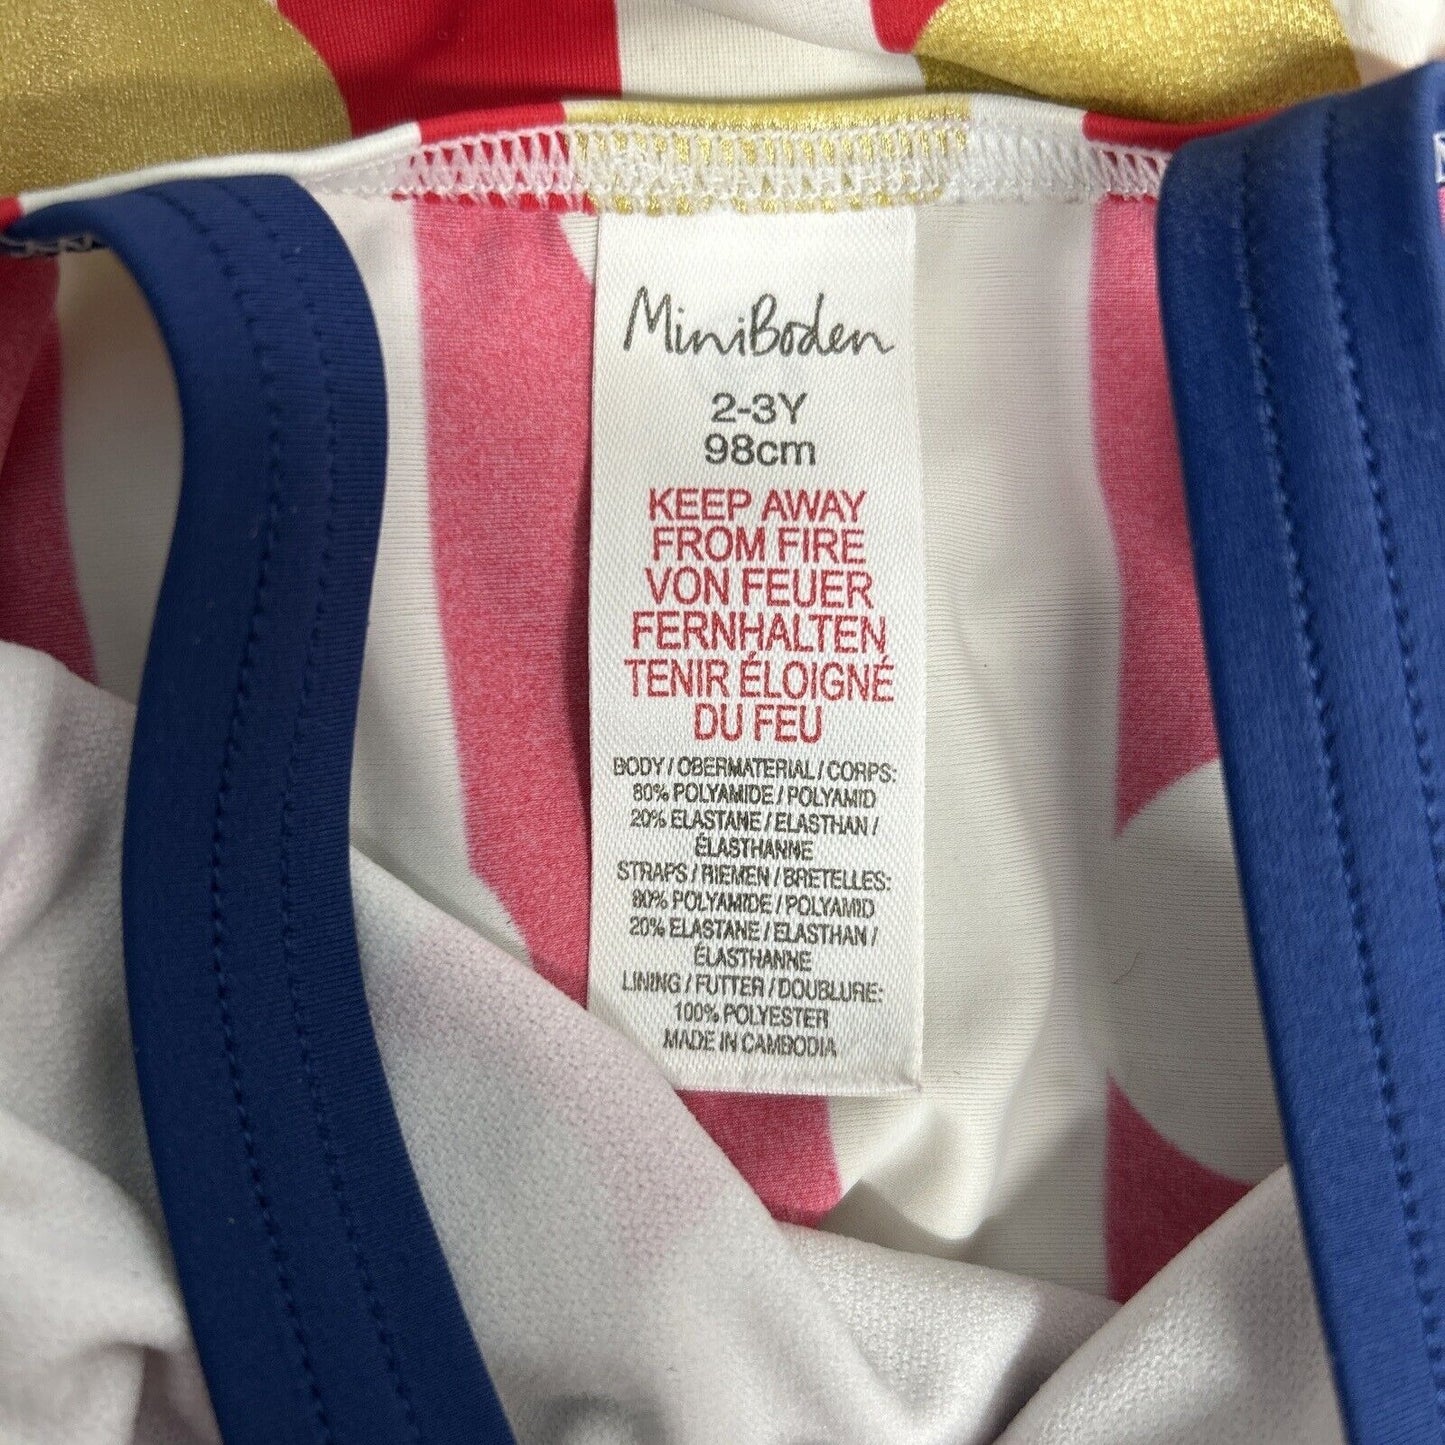 MiniBoden
2-3Y
98cm
KEEP AWAY
FROM FIRE
VON FEUER
FERNHALTEN
TENIR ÉLOIGNÉ
DU FEU
BODY / OBERMATERIAL / CORPS:
80% POLYAMIDE / POLYAMID
20% ELASTANE / ELASTHAN /
ÉLASTHANNE
STRAPS / RIEMEN / BRETELLES:
80% POLYAMIDE / POLYAMID
20% ELASTANE / ELASTHAN /
ÉLASTHANNE
LINING / FUTTER / DOUBLURE:
100% POLYESTER
MADE IN CAMBODIA